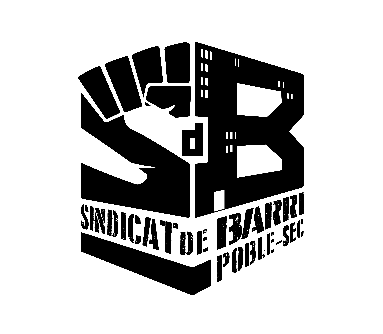 SdB
SINDICAT DE BARRI
POBLE-SEC